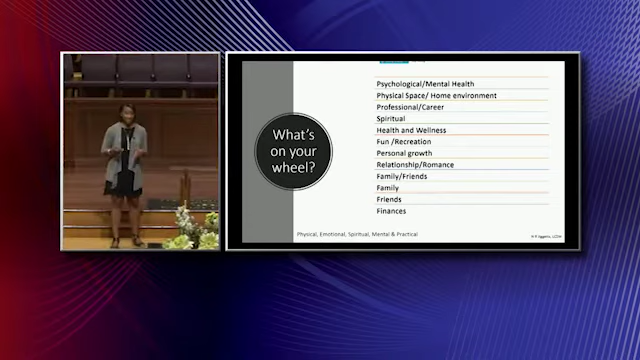 What's
on your
wheel?
Psychological/Mental Health
Physical Space/ Home environment
Professional/Career
Spiritual
Health and Wellness
Fun /Recreation
Personal growth
Relationship/Romance
Family/Friends
Family
Friends
Finances
Physical, Emotional, Spiritual, Mental & Practical